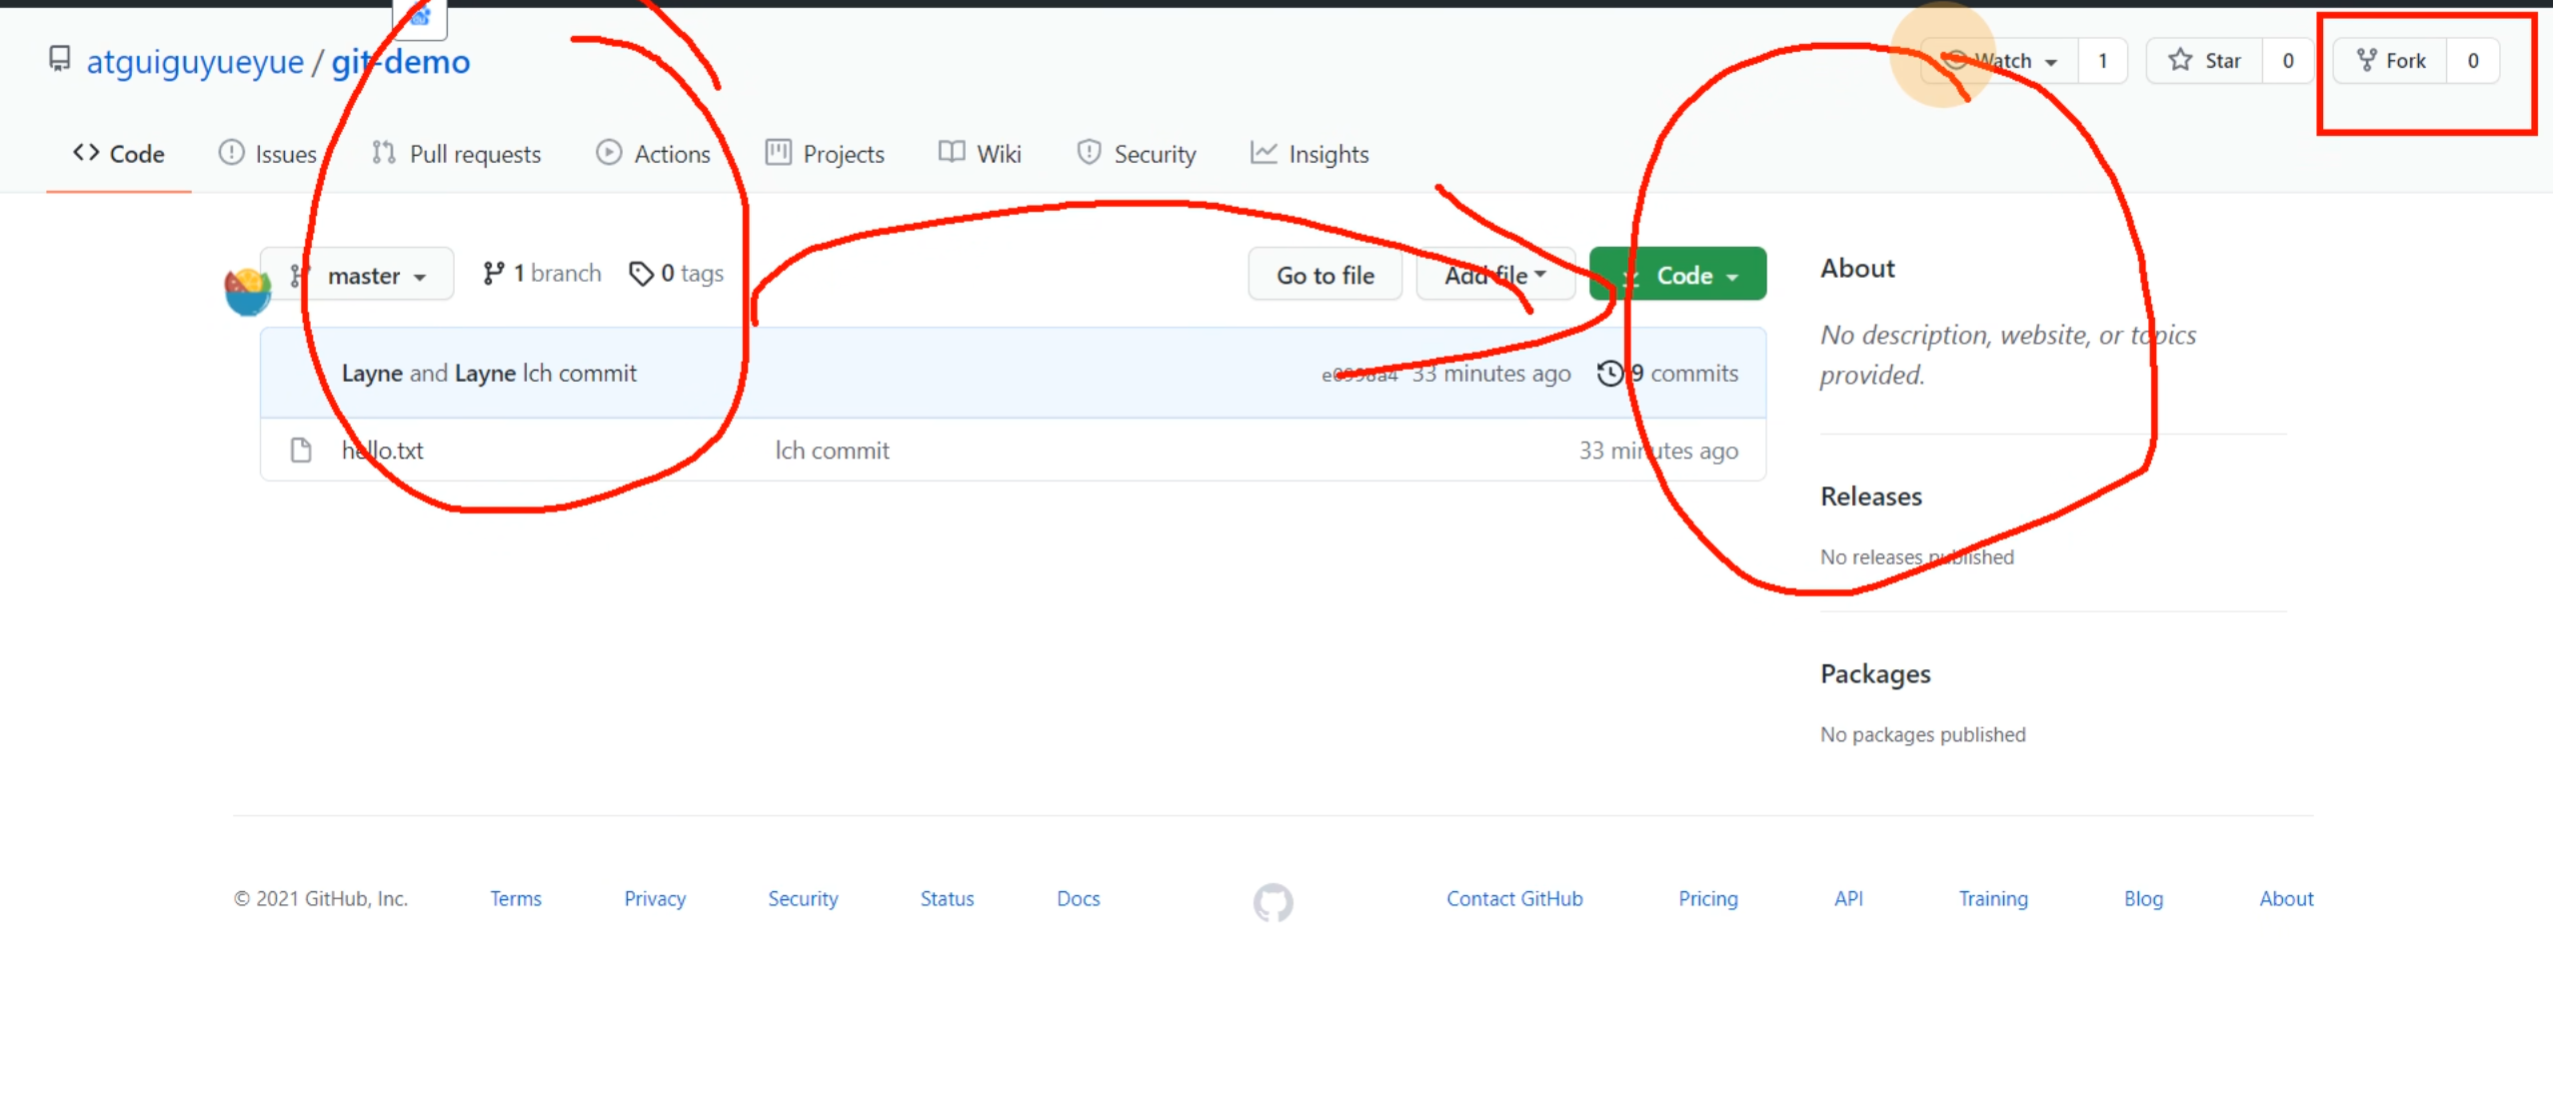 atguiguyueyue / git-demo
Watch 1 Star 0 Fork 0
Code Issues Pull requests Actions Projects Wiki Security Insights
master 1 branch 0 tags Go to file Add file Code
Layne and Layne lch commit 33 minutes ago 9 commits
hello.txt lch commit 33 minutes ago
About
No description, website, or topics
provided.
Releases
No releases published
Packages
No packages published
© 2021 GitHub, Inc. Terms Privacy Security Status Docs Contact GitHub Pricing API Training Blog About